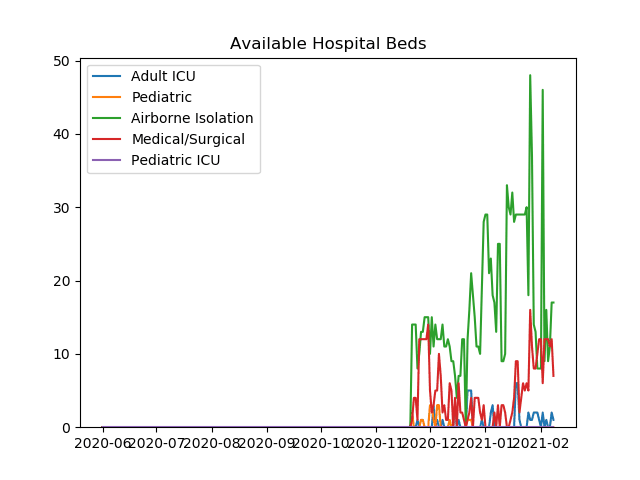 Available Hospital Beds
50
40
30
20
10
0
Adult ICU
Pediatric
Airborne Isolation
Medical/Surgical
Pediatric ICU
2020-06 2020-07 2020-08 2020-09 2020-10 2020-11 2020-12 2021-01 2021-02